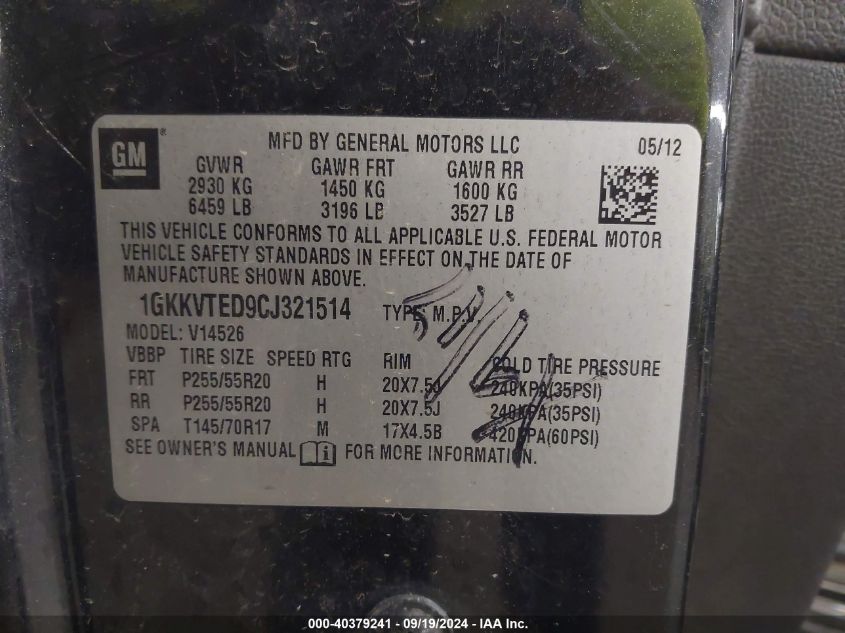 GM ® MFD BY GENERAL MOTORS LLC 05/12
GVWR GAWR FRT GAWR RR
2930 KG 1450 KG 1600 KG
6459 LB 3196 LB 3527 LB
THIS VEHICLE CONFORMS TO ALL APPLICABLE U.S. FEDERAL MOTOR
VEHICLE SAFETY STANDARDS IN EFFECT ON THE DATE OF
MANUFACTURE SHOWN ABOVE.
1GKKVTED9CJ321514 TYPE: M.P.V.
MODEL: V14526
VBBP TIRE SIZE SPEED RTG RIM COLD TIRE PRESSURE
FRT P255/55R20 H 20X7.5J 240KPA(35PSI)
RR P255/55R20 H 20X7.5J 240KPA(35PSI)
SPA T145/70R17 M 17X4.5B 420KPA(60PSI)
SEE OWNER'S MANUAL FOR MORE INFORMATION.
000-40379241 - 09/19/2024 - IAA Inc.